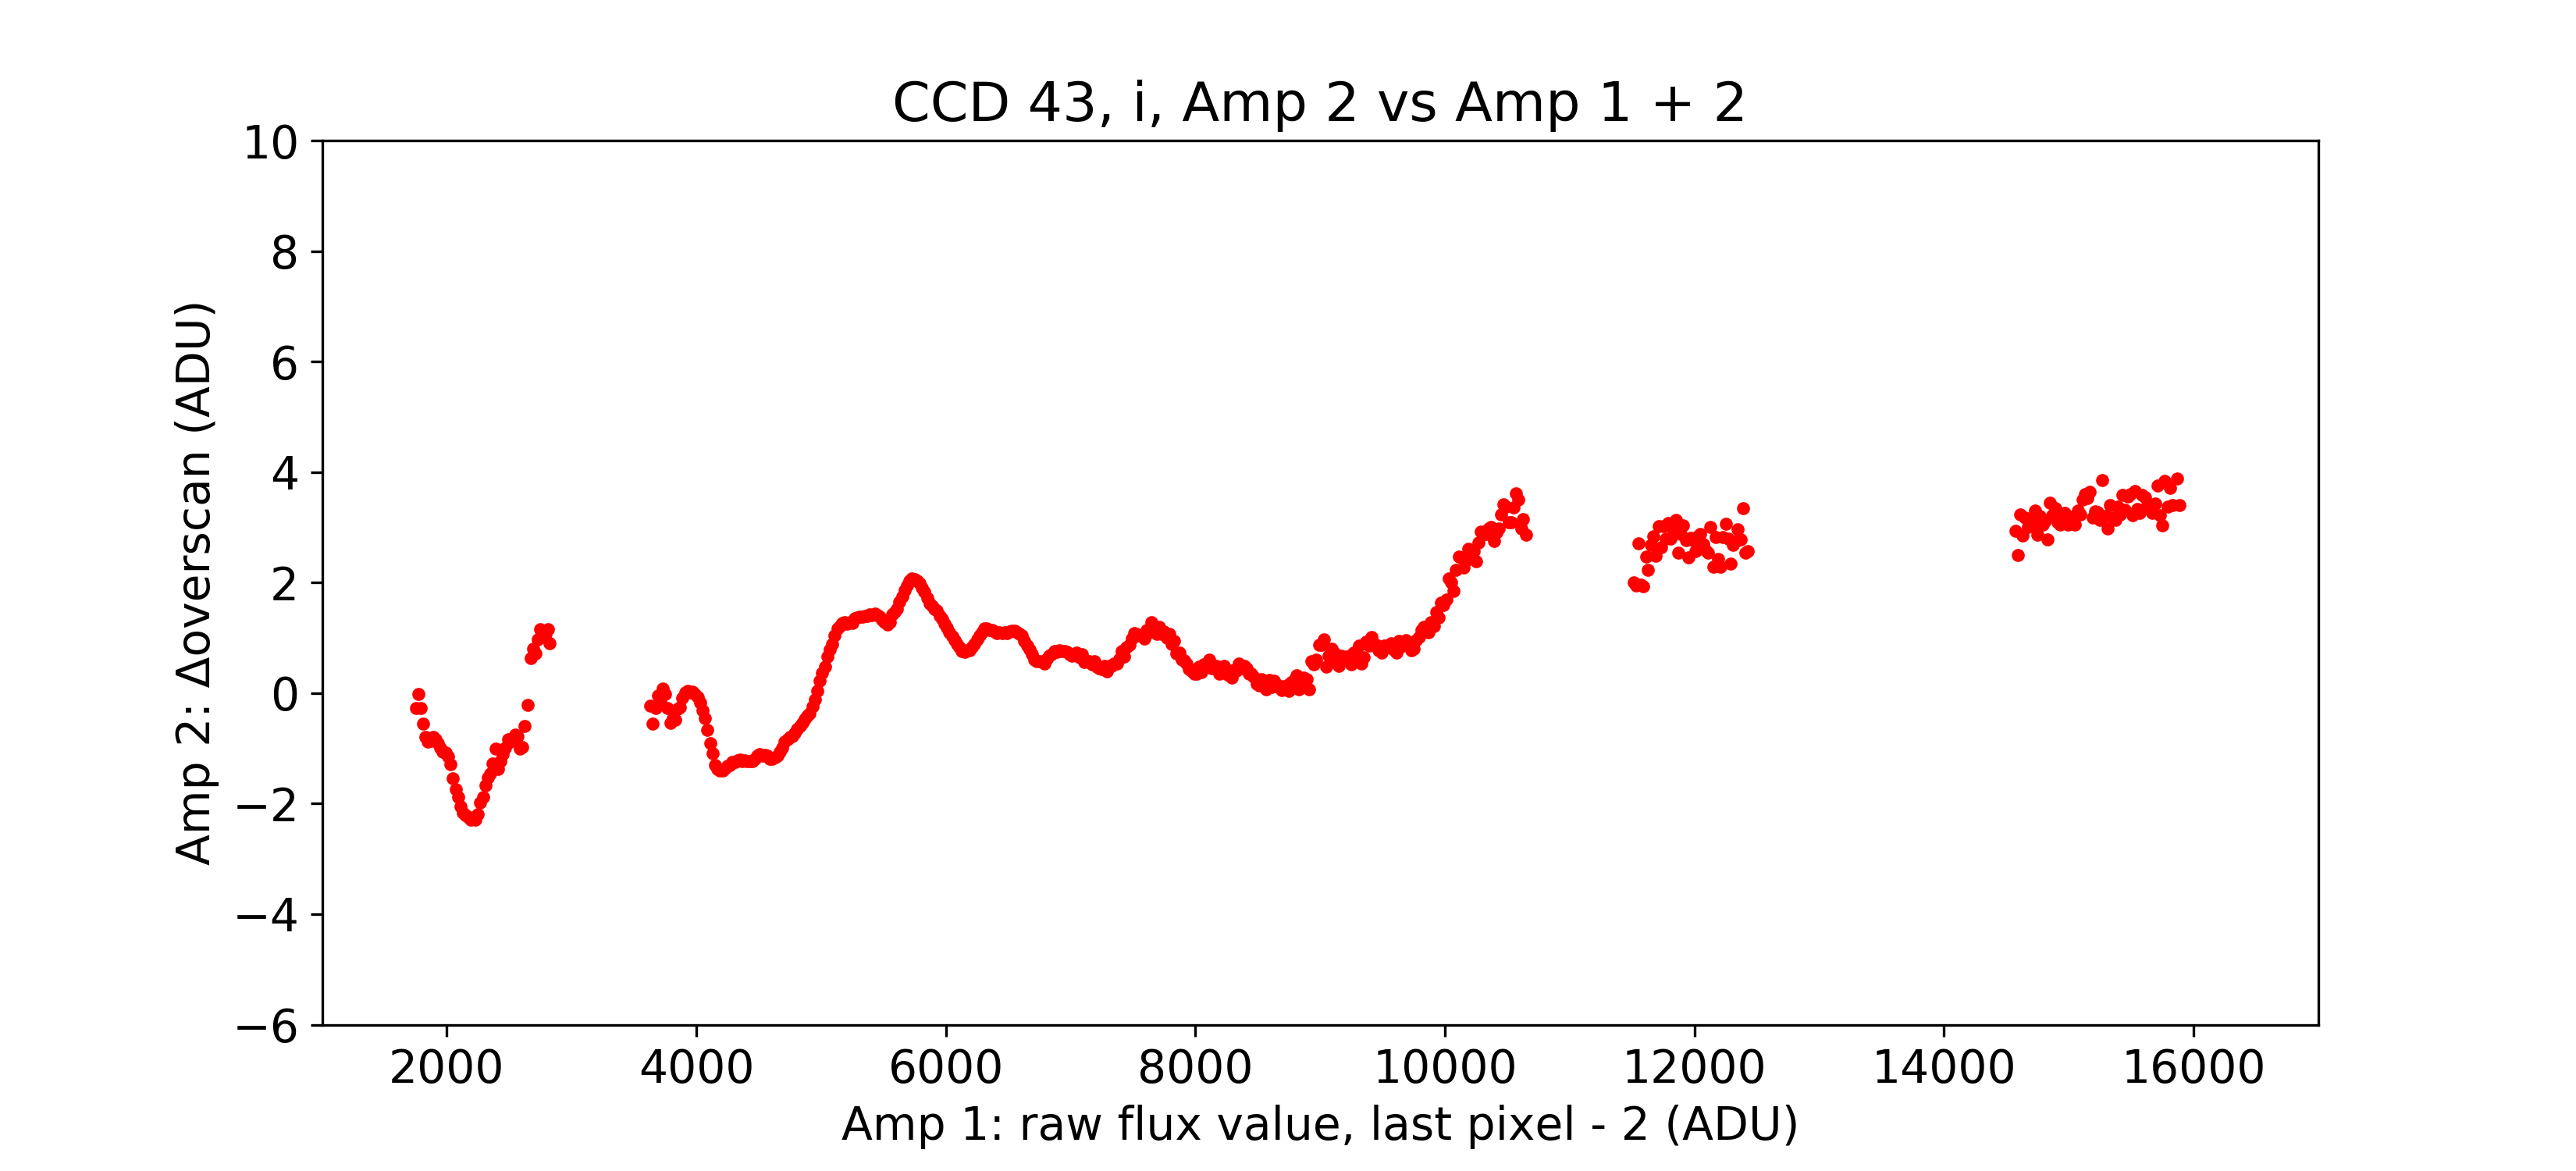 CCD 43, i, Amp 2 vs Amp 1 + 2
10
8
6
4
2
0
−2
−4
−6
Amp 2: Δoverscan (ADU)
2000 4000 6000 8000 10000 12000 14000 16000
Amp 1: raw flux value, last pixel - 2 (ADU)